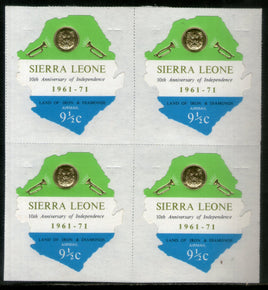 SIERRA LEONE SIERRA LEONE
10th Anniversary of Independence 10th Anniversary of Independence
1961-71 1961-71
LAND OF IRON & DIAMONDS LAND OF IRON & DIAMONDS
AIRMAIL AIRMAIL
9½c 9½c
SIERRA LEONE SIERRA LEONE
10th Anniversary of Independence 10th Anniversary of Independence
1961-71 1961-71
LAND OF IRON & DIAMONDS LAND OF IRON & DIAMONDS
AIRMAIL AIRMAIL
9½c 9½c